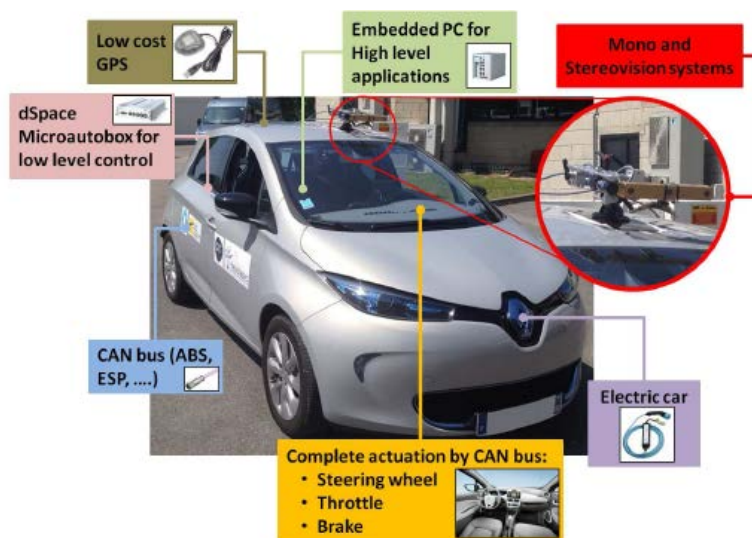 Low cost
GPS
Embedded PC for
High level
applications
Mono and
Stereovision systems
dSpace
Microautobox for
low level control
CAN bus (ABS,
ESP, ....)
Electric car
Complete actuation by CAN bus:
• Steering wheel
• Throttle
• Brake